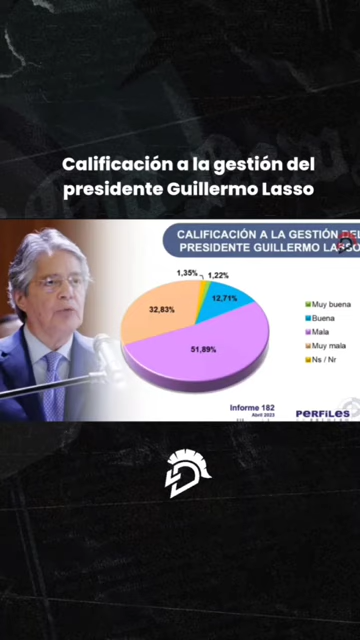 Calificación a la gestión del
presidente Guillermo Lasso
CALIFICACIÓN A LA GESTIÓN DEL
PRESIDENTE GUILLERMO LASSO
1,35%
1,22%
12,71%
32,83%
51,89%
Muy buena
Buena
Mala
Muy mala
Ns / Nr
Informe 182
Abril 2023
PERFILES